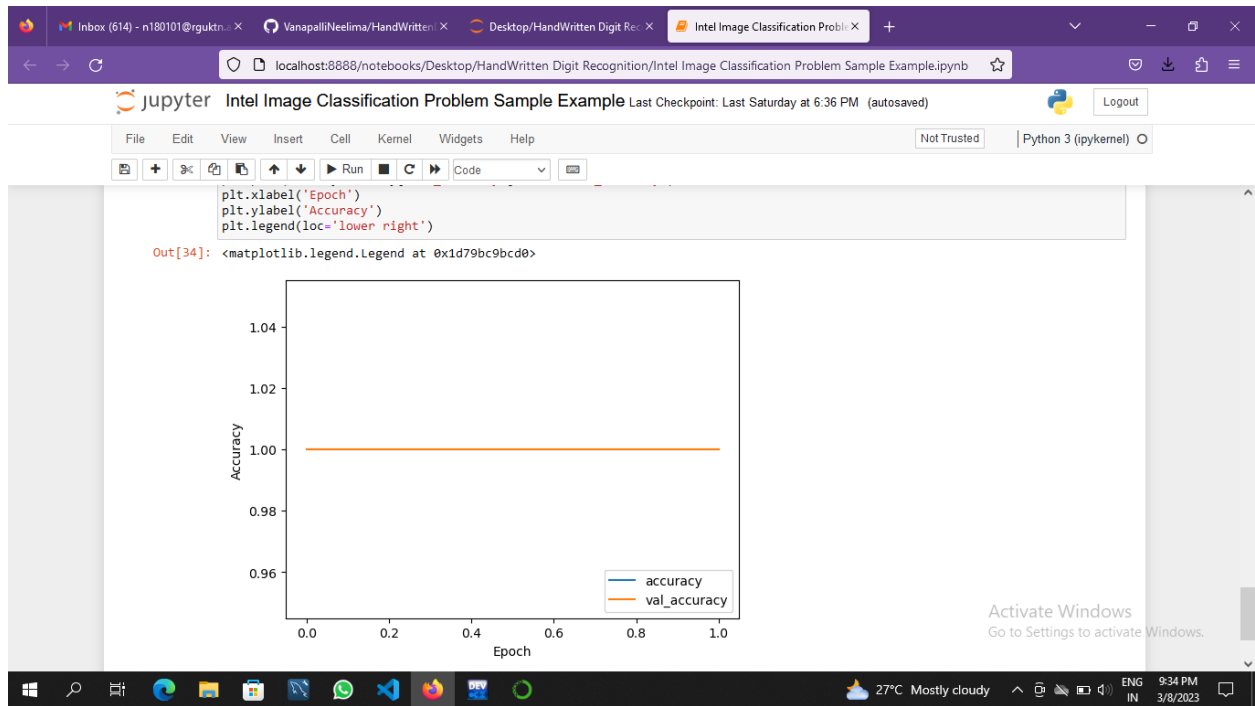 Inbox (614) - n180101@rguktn.a
VanapalliNeelima/HandWritten
Desktop/HandWritten Digit Rec
Intel Image Classification Proble
localhost:8888/notebooks/Desktop/HandWritten Digit Recognition/Intel Image Classification Problem Sample Example.ipynb
jupyter Intel Image Classification Problem Sample Example Last Checkpoint: Last Saturday at 6:36 PM (autosaved)
Logout
File Edit View Insert Cell Kernel Widgets Help
Not Trusted
Python 3 (ipykernel)
Run
Code
plt.xlabel('Epoch')
plt.ylabel('Accuracy')
plt.legend(loc='lower right')
Out[34]: <matplotlib.legend.Legend at 0x1d79bc9bcd0>
1.04
1.02
1.00
0.98
0.96
Accuracy
accuracy
val_accuracy
0.0 0.2 0.4 0.6 0.8 1.0
Epoch
Activate Windows
Go to Settings to activate Windows.
DEV
27°C Mostly cloudy
ENG
IN
9:34 PM
3/8/2023